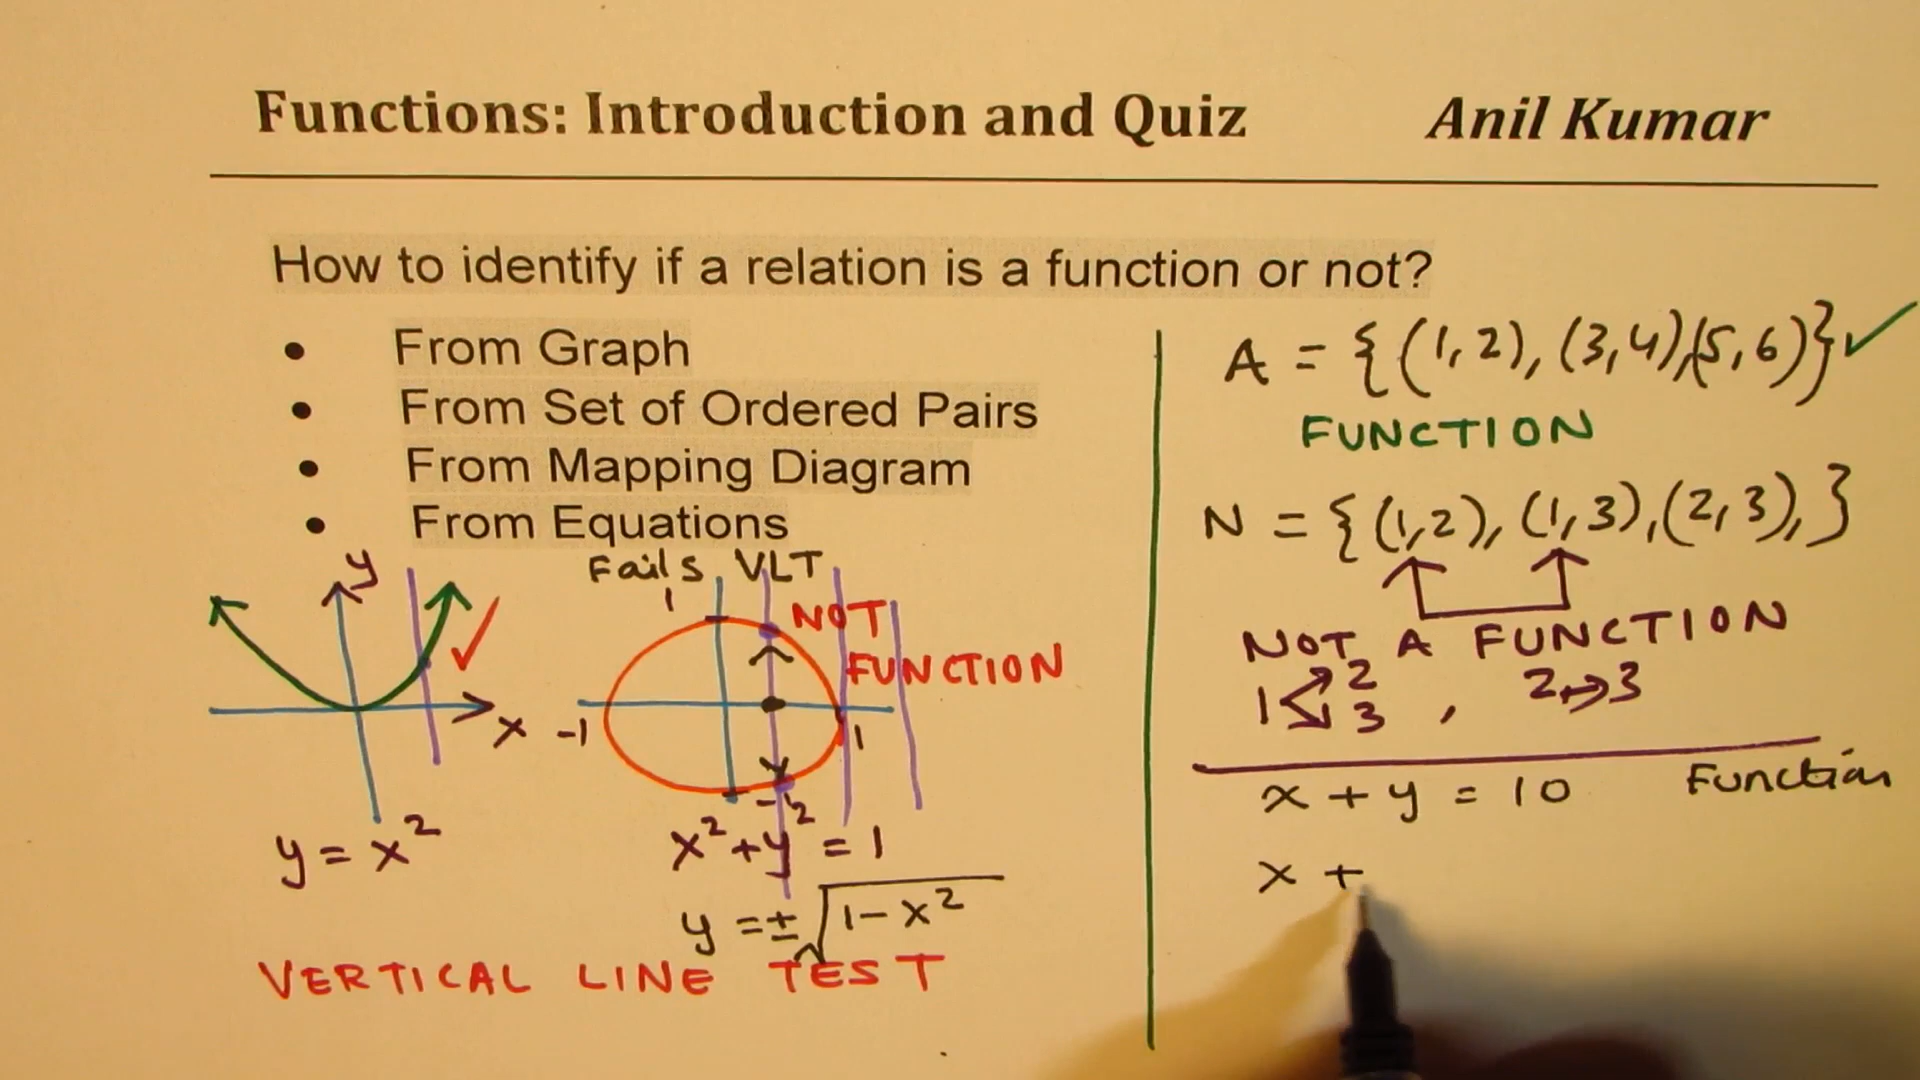 Functions: Introduction and Quiz Anil Kumar
How to identify if a relation is a function or not?
• From Graph
• From Set of Ordered Pairs
• From Mapping Diagram
• From Equations
y
x
y = x²
Fails VLT
1
NOT
FUNCTION
-1
1
-1
x² + y² = 1
y = ± √1 - x²
VERTICAL LINE TEST
A = {(1,2), (3,4),(5,6)} ✓
FUNCTION
N = {(1,2), (1,3),(2,3), }
NOT A FUNCTION
1 2 , 2 → 3
3
x + y = 10 Function
x +